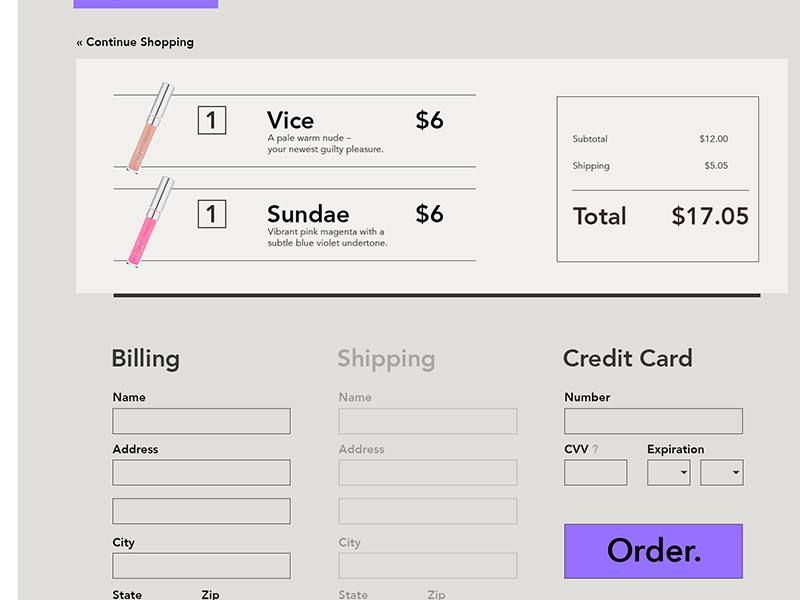 « Continue Shopping
1 Vice $6
A pale warm nude –
your newest guilty pleasure.
1 Sundae $6
Vibrant pink magenta with a
subtle blue violet undertone.
Subtotal $12.00
Shipping $5.05
Total $17.05
Billing
Name
Address
City
State Zip
Shipping
Name
Address
City
State Zip
Credit Card
Number
CVV ? Expiration
Order.